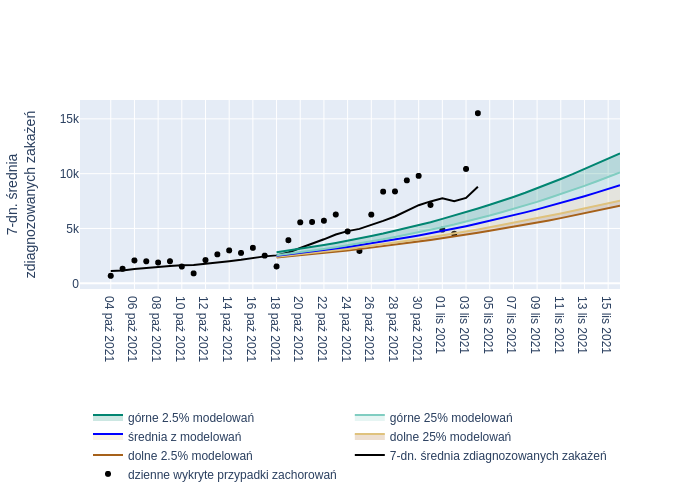 7-dn. średnia
zdiagnozowanych zakażeń
15k
10k
5k
0
04 paź 2021
06 paź 2021
08 paź 2021
10 paź 2021
12 paź 2021
14 paź 2021
16 paź 2021
18 paź 2021
20 paź 2021
22 paź 2021
24 paź 2021
26 paź 2021
28 paź 2021
30 paź 2021
01 lis 2021
03 lis 2021
05 lis 2021
07 lis 2021
09 lis 2021
11 lis 2021
13 lis 2021
15 lis 2021
górne 2.5% modelowań
górne 25% modelowań
średnia z modelowań
dolne 25% modelowań
dolne 2.5% modelowań
7-dn. średnia zdiagnozowanych zakażeń
dzienne wykryte przypadki zachorowań